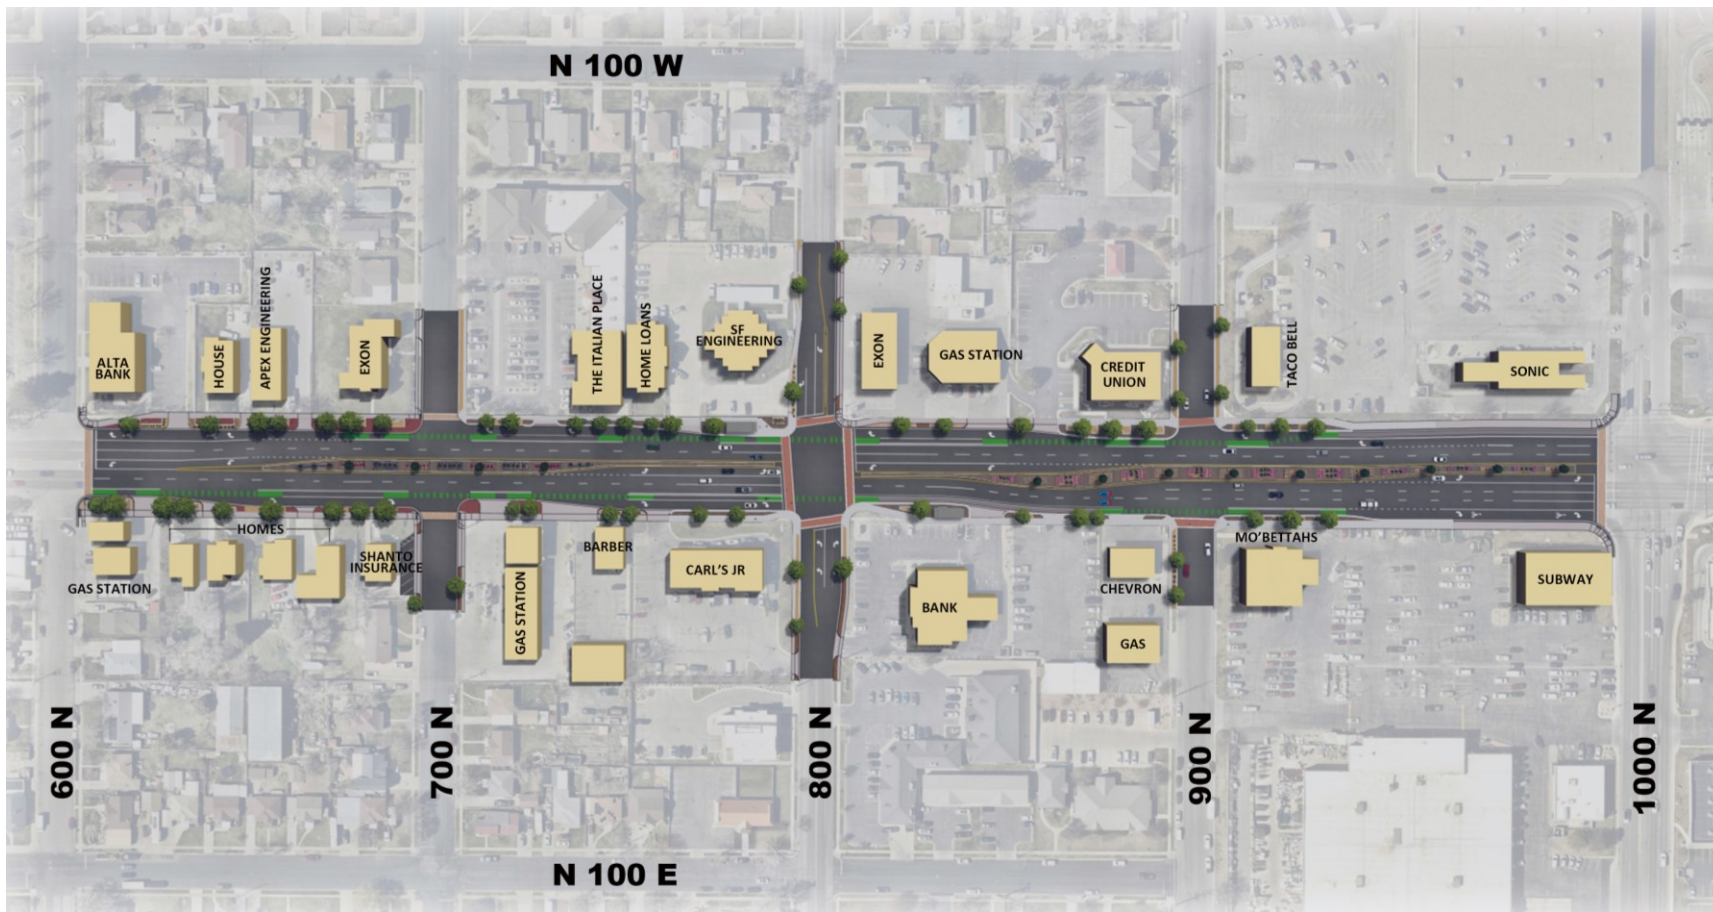 N 100 W
ALTA
BANK
HOUSE
APEX ENGINEERING
EXON
THE ITALIAN PLACE
HOME LOANS
SF
ENGINEERING
EXON
GAS STATION
CREDIT
UNION
TACO BELL
SONIC
GAS STATION
HOMES
SHANTO
INSURANCE
GAS STATION
BARBER
CARL'S JR
BANK
CHEVRON
GAS
MO'BETTAHS
SUBWAY
600 N
700 N
800 N
900 N
1000 N
N 100 E